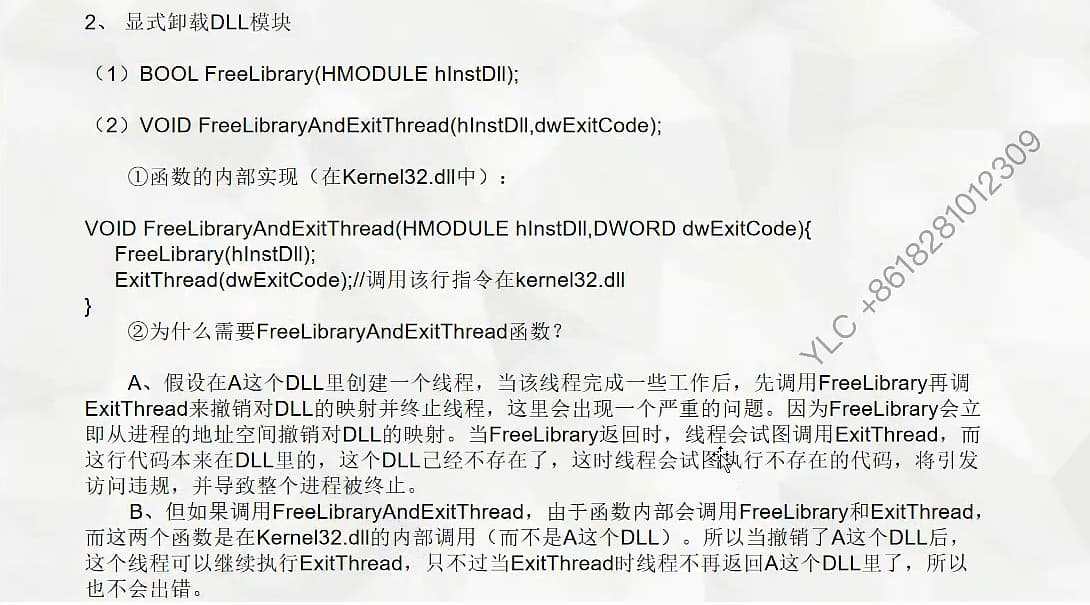 2、 显式卸载DLL模块
（1）BOOL FreeLibrary(HMODULE hInstDll);
（2）VOID FreeLibraryAndExitThread(hInstDll,dwExitCode);
①函数的内部实现（在Kernel32.dll中）：
VOID FreeLibraryAndExitThread(HMODULE hInstDll,DWORD dwExitCode){
FreeLibrary(hInstDll);
ExitThread(dwExitCode);//调用该行指令在kernel32.dll
}
②为什么需要FreeLibraryAndExitThread函数？
A、假设在A这个DLL里创建一个线程，当该线程完成一些工作后，先调用FreeLibrary再调
ExitThread来撤销对DLL的映射并终止线程，这里会出现一个严重的问题。因为FreeLibrary会立
即从进程的地址空间撤销对DLL的映射。当FreeLibrary返回时，线程会试图调用ExitThread，而
这行代码本来在DLL里的，这个DLL己经不存在了，这时线程会试图执行不存在的代码，将引发
访问违规，并导致整个进程被终止。
B、但如果调用FreeLibraryAndExitThread，由于函数内部会调用FreeLibrary和ExitThread，
而这两个函数是在Kernel32.dll的内部调用（而不是A这个DLL）。所以当撤销了A这个DLL后，
这个线程可以继续执行ExitThread，只不过当ExitThread时线程不再返回A这个DLL里了，所以
也不会出错。
YLC +8618281012309